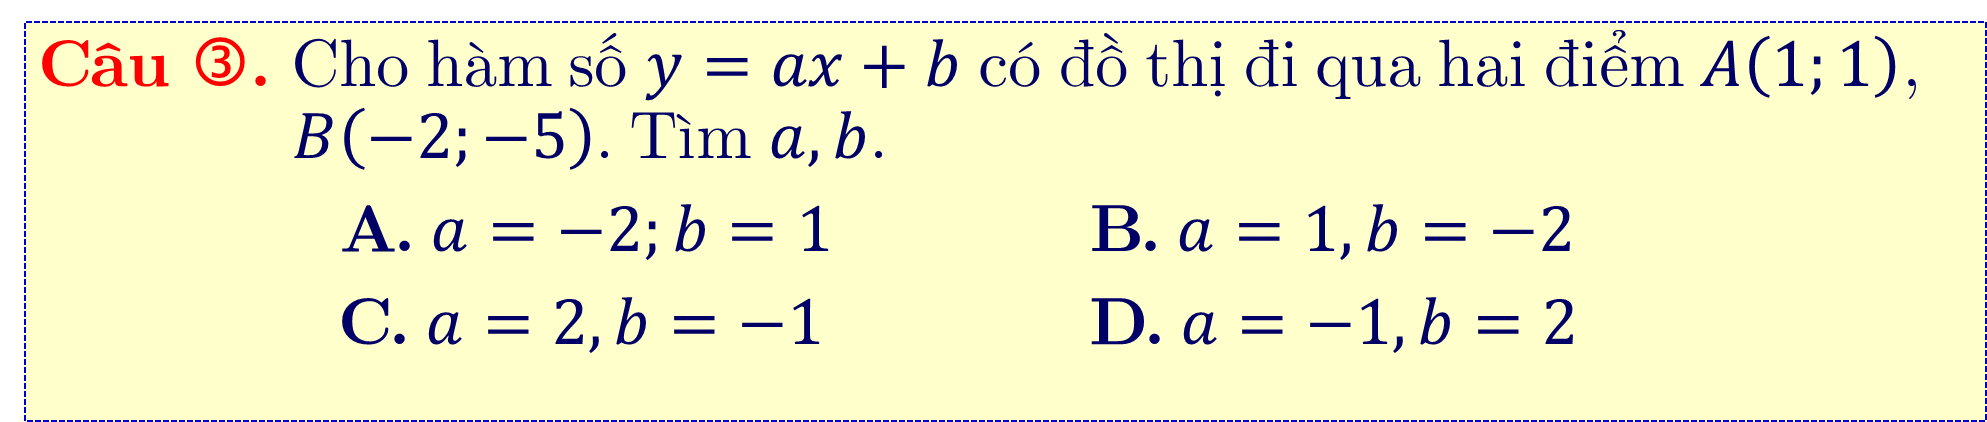 Câu ③. Cho hàm số y = ax + b có đồ thị đi qua hai điểm A(1; 1),
B(−2; −5). Tìm a, b.
A. a = −2; b = 1 B. a = 1, b = −2
C. a = 2, b = −1 D. a = −1, b = 2